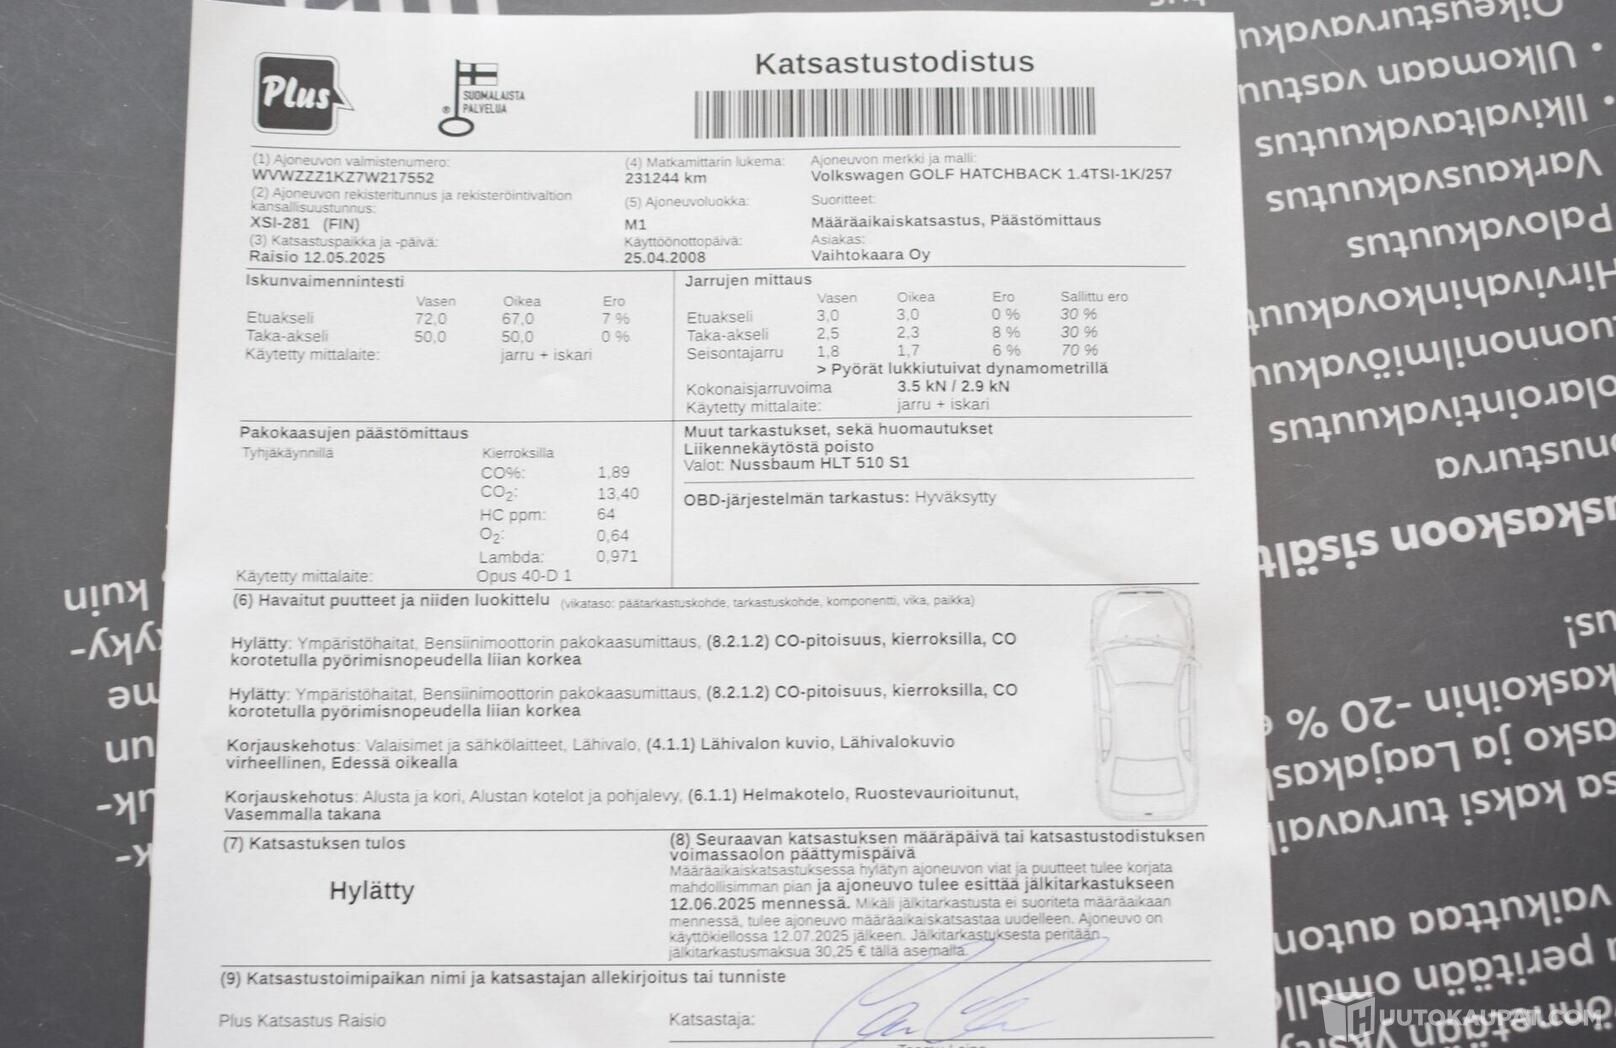 Plus
SUOMALAISTA
PALVELUA
Katsastustodistus
(1) Ajoneuvon valmistenumero:
WVWZZZ1KZ7W217552
(2) Ajoneuvon rekisteritunnus ja rekisteröintivaltion
kansallisuustunnus:
XSI-281 (FIN)
(3) Katsastuspaikka ja -päivä:
Raisio 12.05.2025
(4) Matkamittarin lukema:
231244 km
(5) Ajoneuvoluokka:
M1
Käyttöönottopäivä:
25.04.2008
Ajoneuvon merkki ja malli:
Volkswagen GOLF HATCHBACK 1.4TSI-1K/257
Suoritteet:
Määräaikaiskatsastus, Päästömittaus
Asiakas:
Vaihtokaara Oy
Iskunvaimennintesti
Vasen Oikea Ero
Etuakseli 72,0 67,0 7 %
Taka-akseli 50,0 50,0 0 %
Käytetty mittalaite: jarru + iskari
Jarrujen mittaus
Vasen Oikea Ero Sallittu ero
Etuakseli 3,0 3,0 0 % 30 %
Taka-akseli 2,5 2,3 8 % 30 %
Seisontajarru 1,8 1,7 6 % 70 %
> Pyörät lukkiutuivat dynamometrillä
Kokonaisjarruvoima 3.5 kN / 2.9 kN
Käytetty mittalaite: jarru + iskari
Pakokaasujen päästömittaus
Tyhjäkäynnillä Kierroksilla
CO%: 1,89
CO2: 13,40
HC ppm: 64
O2: 0,64
Lambda: 0,971
Käytetty mittalaite: Opus 40-D 1
Muut tarkastukset, sekä huomautukset
Liikennekäytöstä poisto
Valot: Nussbaum HLT 510 S1
OBD-järjestelmän tarkastus: Hyväksytty
(6) Havaitut puutteet ja niiden luokittelu (vikataso: päätarkastuskohde, tarkastuskohde, komponentti, vika, paikka)
Hylätty: Ympäristöhaitat, Bensiinimoottorin pakokaasumittaus, (8.2.1.2) CO-pitoisuus, kierroksilla, CO
korotetulla pyörimisnopeudella liian korkea
Hylätty: Ympäristöhaitat, Bensiinimoottorin pakokaasumittaus, (8.2.1.2) CO-pitoisuus, kierroksilla, CO
korotetulla pyörimisnopeudella liian korkea
Korjauskehotus: Valaisimet ja sähkölaitteet, Lähivalo, (4.1.1) Lähivalon kuvio, Lähivalokuvio
virheellinen, Edessä oikealla
Korjauskehotus: Alusta ja kori, Alustan kotelot ja pohjalevy, (6.1.1) Helmakotelo, Ruostevaurioitunut,
Vasemmalla takana
(7) Katsastuksen tulos
Hylätty
(8) Seuraavan katsastuksen määräpäivä tai katsastustodistuksen
voimassaolon päättymispäivä
Määräaikaiskatsastuksessa hylätyn ajoneuvon viat ja puutteet tulee korjata
mahdollisimman pian ja ajoneuvo tulee esittää jälkitarkastukseen
12.06.2025 mennessä. Mikäli jälkitarkastusta ei suoriteta määräaikaan
mennessä, tulee ajoneuvo määräaikaiskatsastaa uudelleen. Ajoneuvo on
käyttökiellossa 12.07.2025 jälkeen. Jälkitarkastuksesta peritään
jälkitarkastusmaksua 30,25 € tällä asemalla.
(9) Katsastustoimipaikan nimi ja katsastajan allekirjoitus tai tunniste
Plus Katsastus Raisio
Katsastaja:
Oikeusturvavaku
• Ulkomaan vastuu
• Ilkivaltavakuutus
Varkausvakuutus
Palovakuutus
Hirvivahinkovakuu
uonnonilmiövakuu
olarointivakuutus
onusturva
uskaskoon sisält
us!
kaskoihin -20 %
asko ja Laajakas
sa kaksi turvavai
vaikuttaa auton
u peritään omall
kuin
kyky-
me
un
uk-
k-
HUUTOKAUPAT.COM